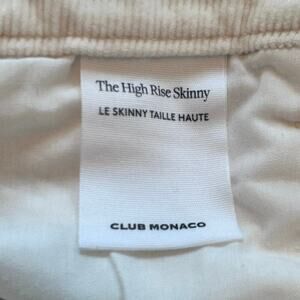 The High Rise Skinny
LE SKINNY TAILLE HAUTE
CLUB MONACO